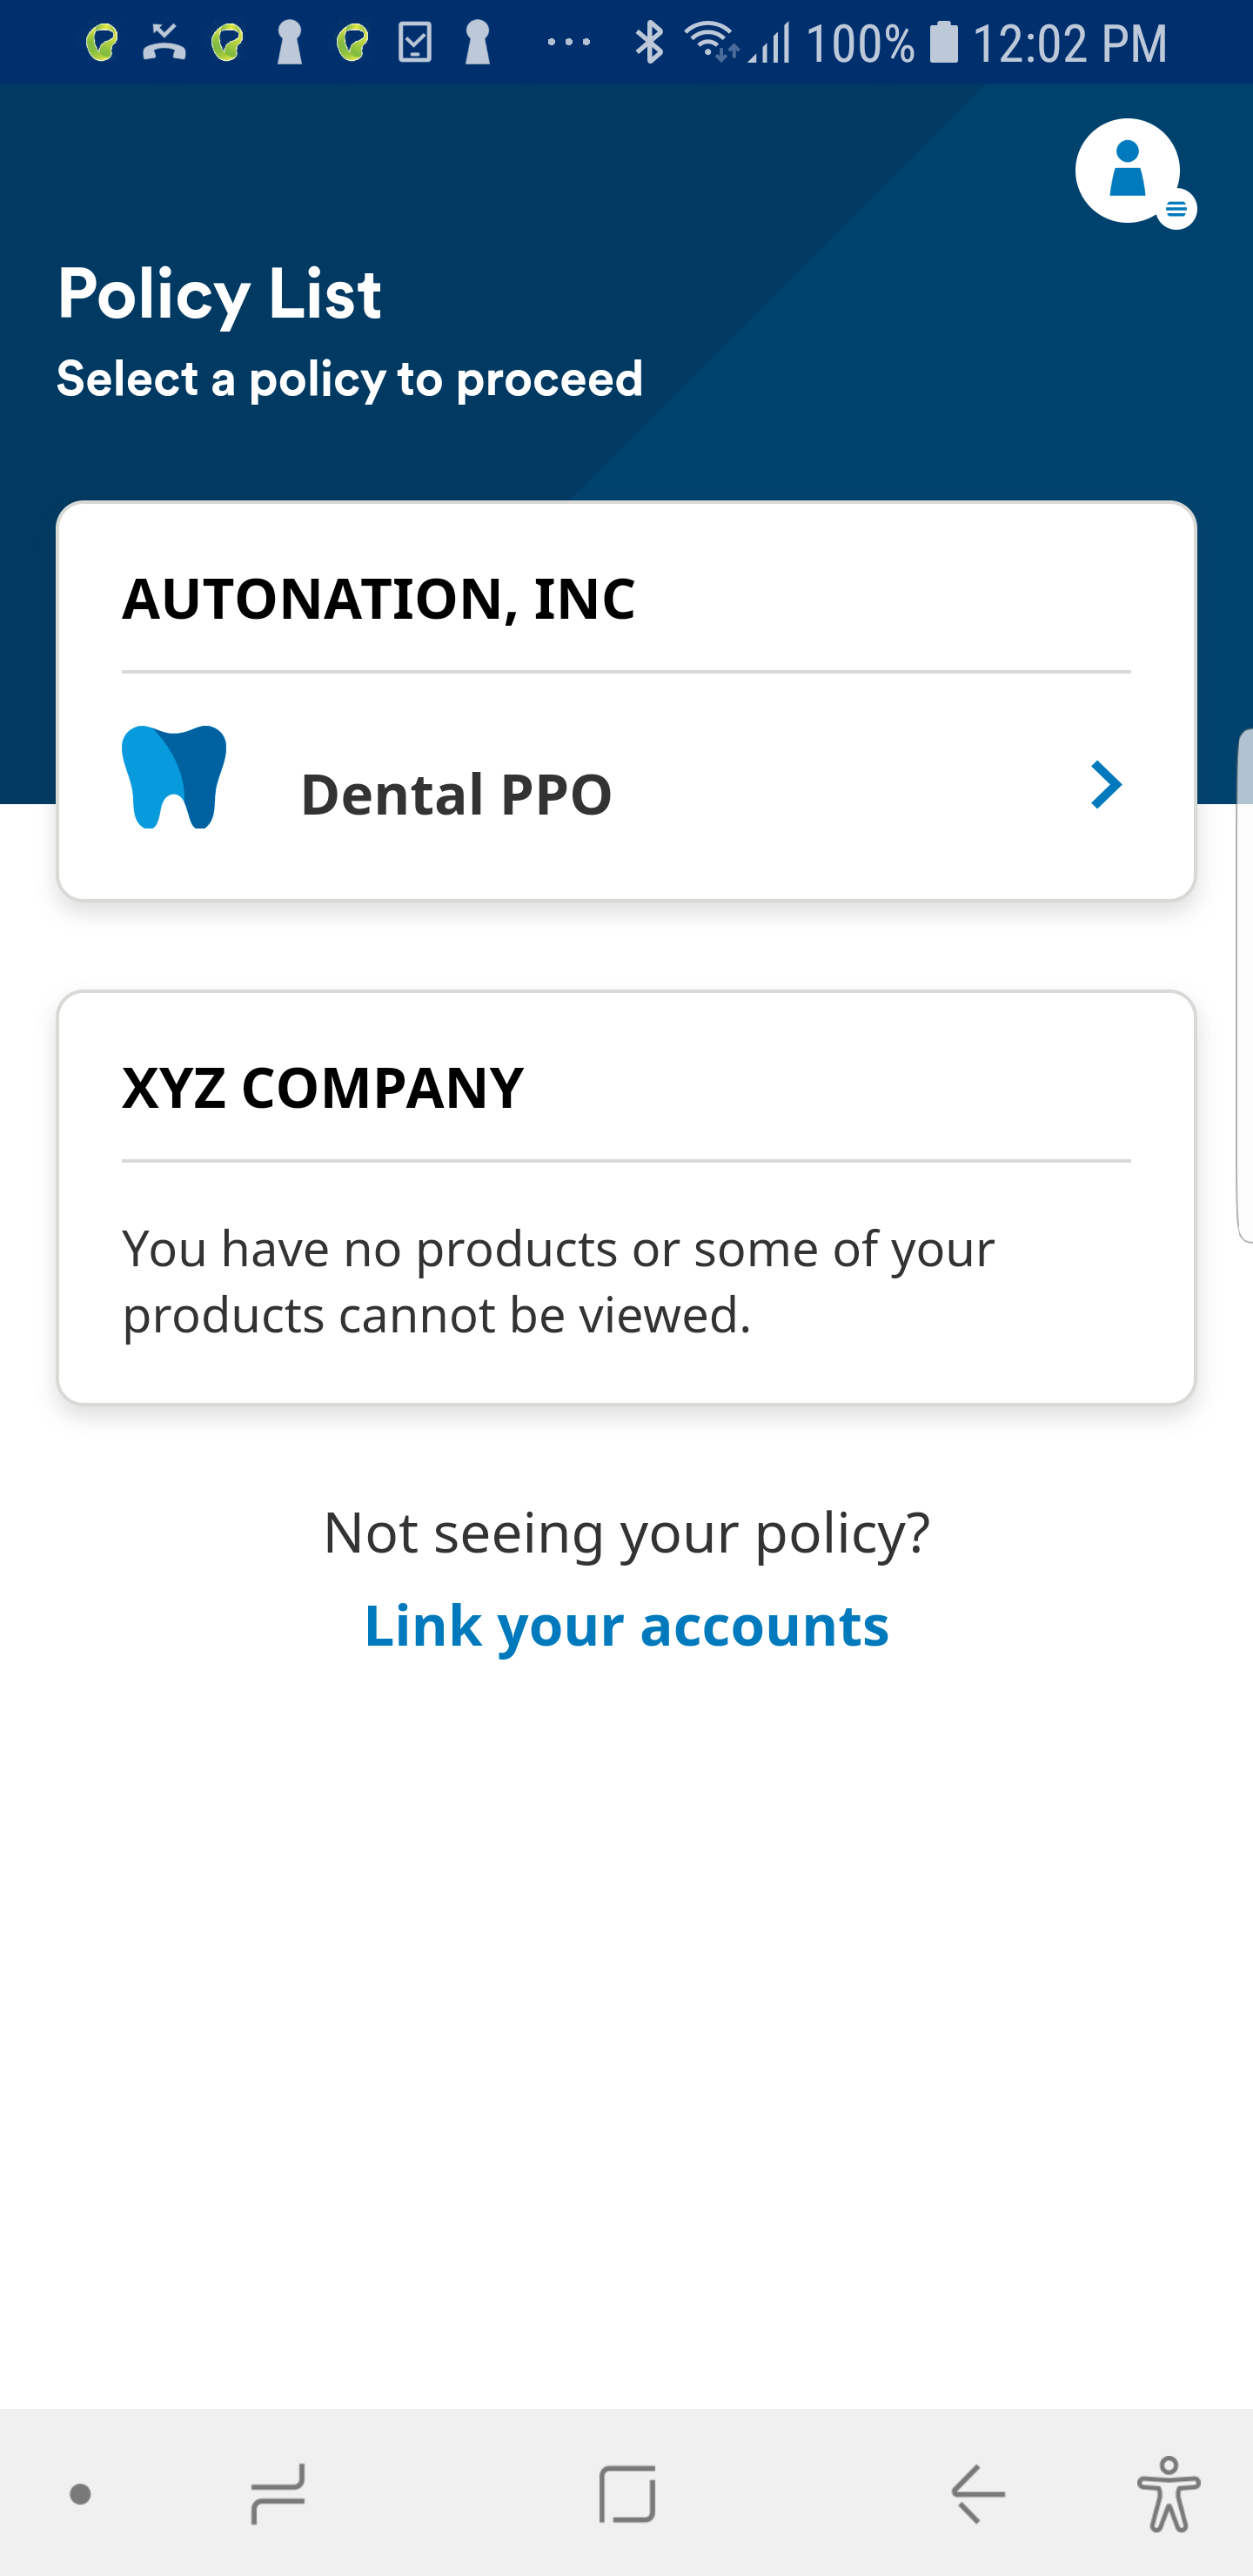 100% 12:02 PM
Policy List
Select a policy to proceed
AUTONATION, INC
Dental PPO
XYZ COMPANY
You have no products or some of your
products cannot be viewed.
Not seeing your policy?
Link your accounts